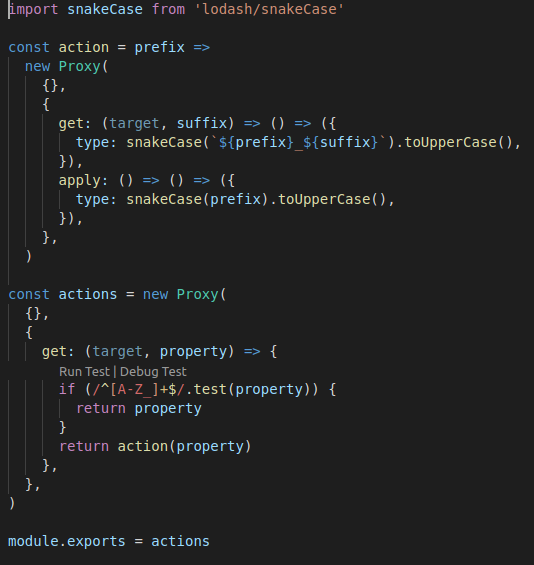 import snakeCase from 'lodash/snakeCase'
const action = prefix =>
new Proxy(
{},
{
get: (target, suffix) => () => ({
type: snakeCase(`${prefix}_${suffix}`).toUpperCase(),
}),
apply: () => () => ({
type: snakeCase(prefix).toUpperCase(),
}),
},
)
const actions = new Proxy(
{},
{
get: (target, property) => {
Run Test | Debug Test
if (/^[A-Z_]+$/.test(property)) {
return property
}
return action(property)
},
},
)
module.exports = actions